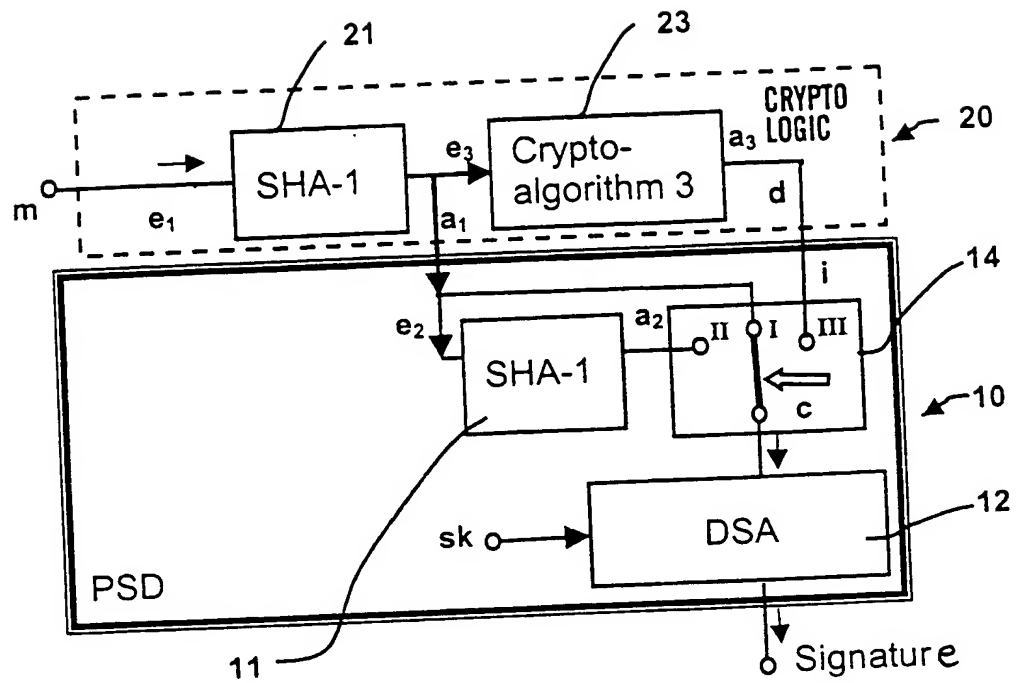 21
23
CRYPTO
LOGIC
20
m
e1
SHA-1
e3
a1
Crypto-
algorithm 3
a3
d
i
14
e2
SHA-1
a2
II
I
III
c
10
sk
DSA
12
PSD
11
Signature